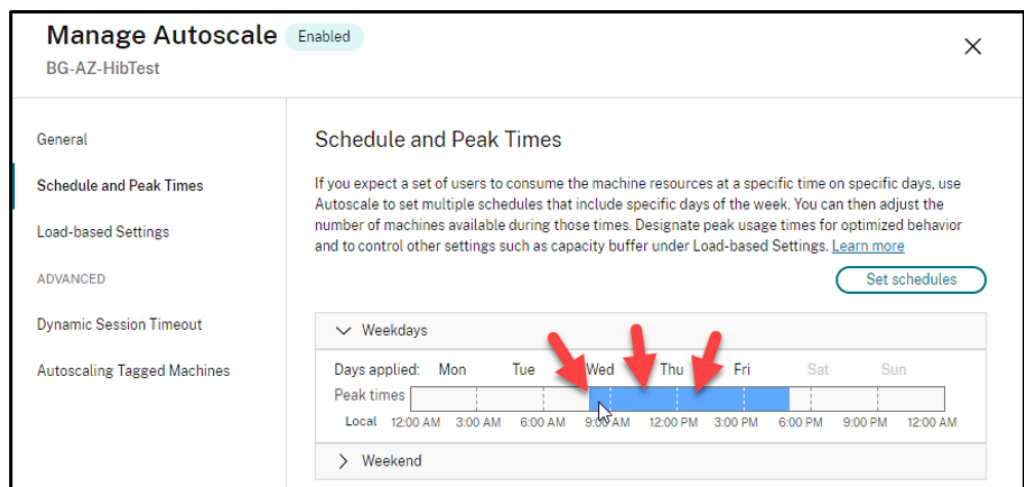 Manage Autoscale Enabled
BG-AZ-HibTest
General
Schedule and Peak Times
Load-based Settings
ADVANCED
Dynamic Session Timeout
Autoscaling Tagged Machines
Schedule and Peak Times
If you expect a set of users to consume the machine resources at a specific time on specific days, use
Autoscale to set multiple schedules that include specific days of the week. You can then adjust the
number of machines available during those times. Designate peak usage times for optimized behavior
and to control other settings such as capacity buffer under Load-based Settings. Learn more
Set schedules
Weekdays
Days applied: Mon Tue Wed Thu Fri Sat Sun
Peak times
Local 12:00 AM 3:00 AM 6:00 AM 9:00 AM 12:00 PM 3:00 PM 6:00 PM 9:00 PM 12:00 AM
Weekend